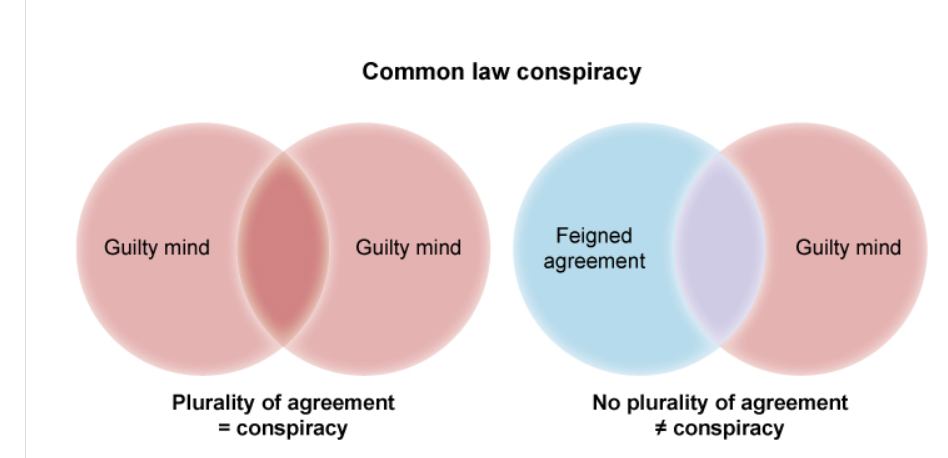 Common law conspiracy
Guilty mind
Guilty mind
Plurality of agreement
= conspiracy
Feigned
agreement
Guilty mind
No plurality of agreement
≠ conspiracy